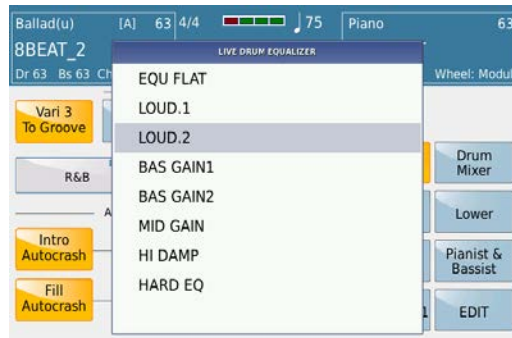 Ballad(u) [A] 63 4/4 75 Piano 63
8BEAT_2
Dr 63 Bs 63 Ch Wheel: Modul
LIVE DRUM EQUALIZER
EQU FLAT
LOUD.1
LOUD.2
BAS GAIN1
BAS GAIN2
MID GAIN
HI DAMP
HARD EQ
Vari 3
To Groove
R&B
A
Intro
Autocrash
Fill
Autocrash
Drum
Mixer
Lower
Pianist &
Bassist
1 EDIT